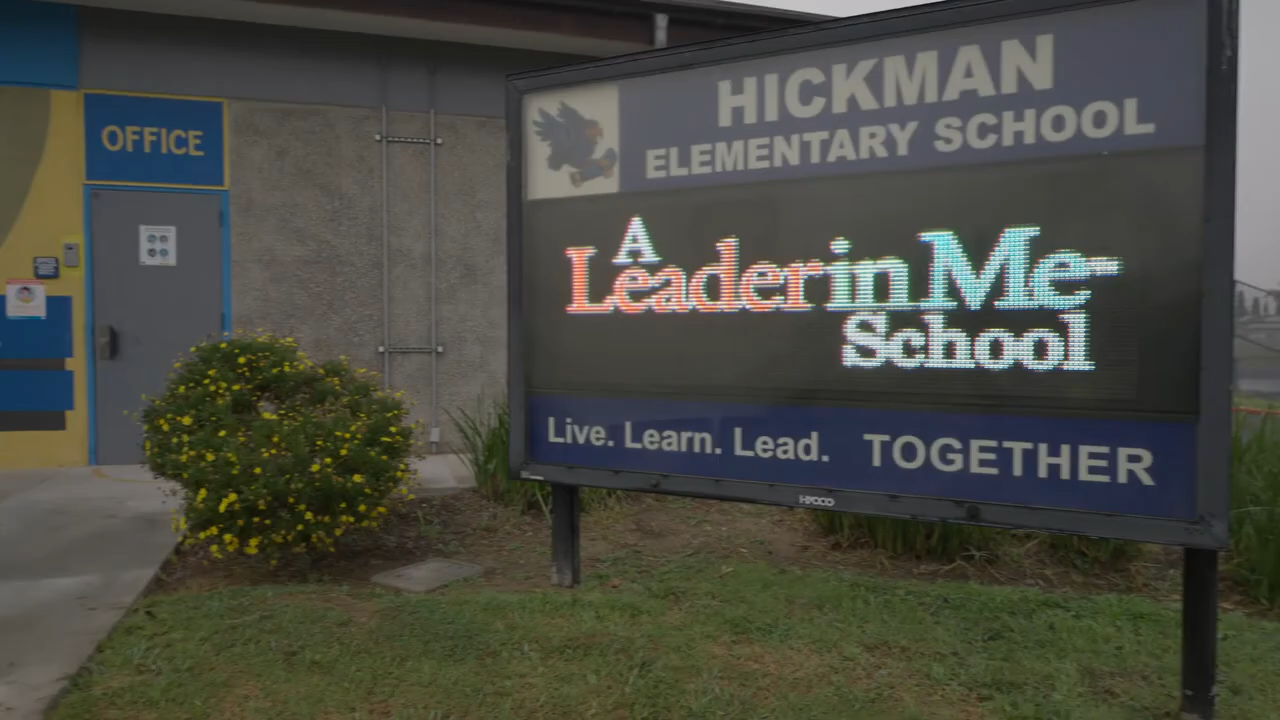 OFFICE
HICKMAN
ELEMENTARY SCHOOL
A
Leader in Me
School
Live. Learn. Lead. TOGETHER